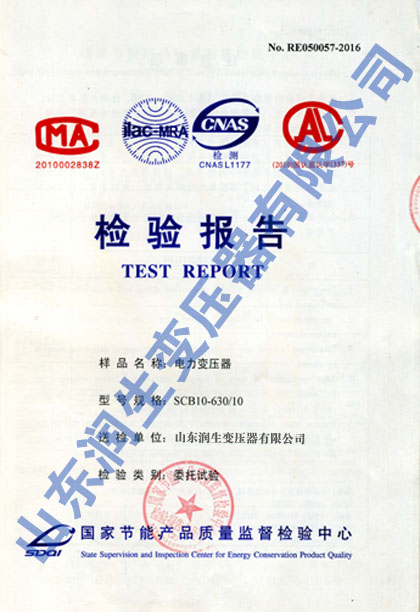 No. RE050057-2016
CMA
ilac-MRA
CNAS
CAL
检 测
2010002838Z
CNASL1177
山东润生变压器有限公司
检 验 报 告
TEST REPORT
样 品 名 称：电力变压器
型 号 规 格：SCB10-630/10
送 检 单 位：山东润生变压器有限公司
检 验 类 别：委托试验
SDQI
国家节能产品质量监督检验中心
State Supervision and Inspection Center for Energy Conservation Product Quality